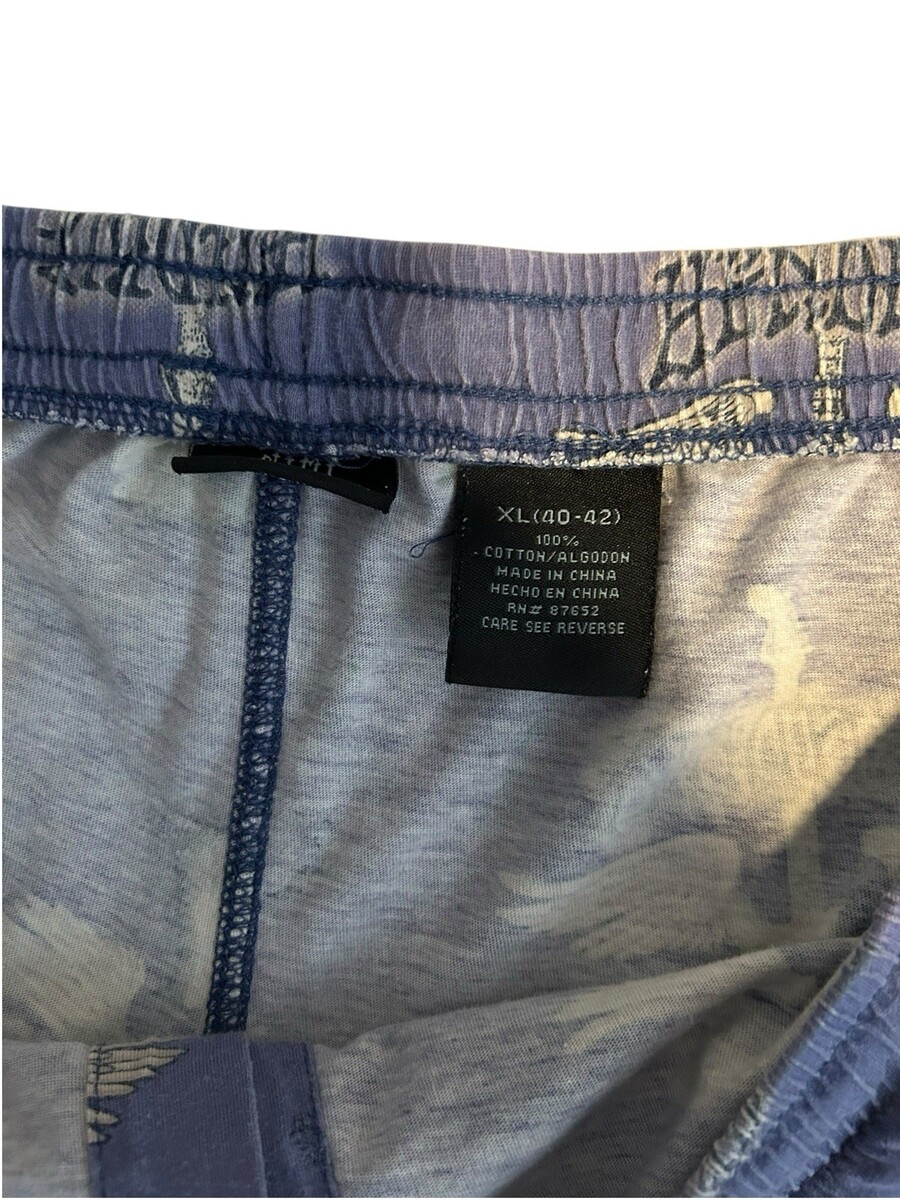 XL(40-42)
100%
COTTON/ALGODON
MADE IN CHINA
HECHO EN CHINA
RN# 87652
CARE SEE REVERSE